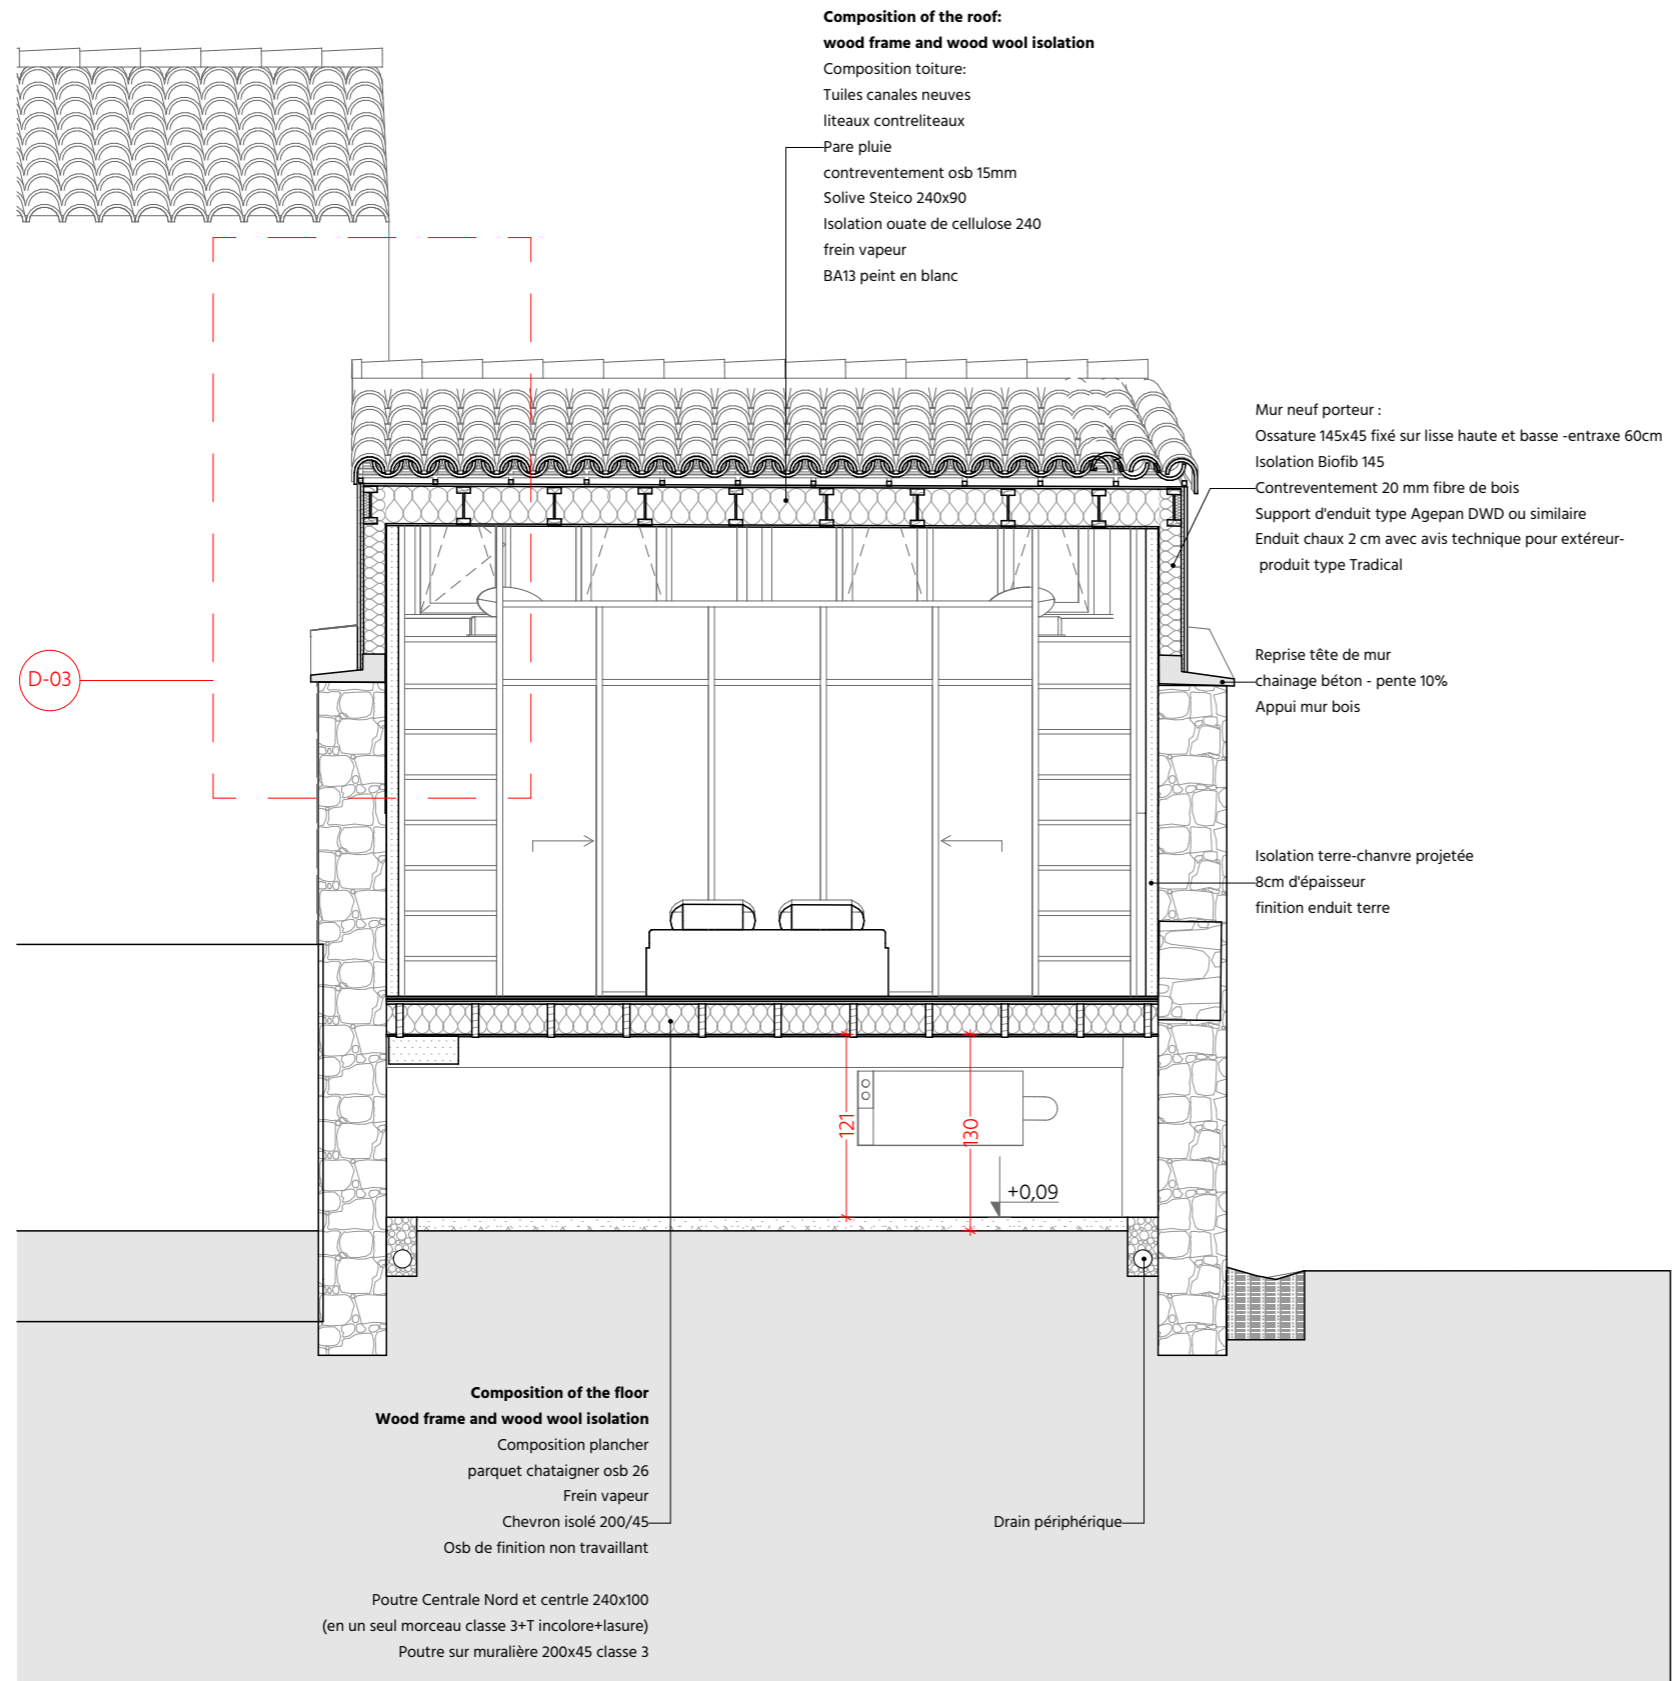 Composition of the roof:
wood frame and wood wool isolation
Composition toiture:
Tuiles canales neuves
liteaux contreliteaux
Pare pluie
contreventement osb 15mm
Solive Steico 240x90
Isolation ouate de cellulose 240
frein vapeur
BA13 peint en blanc
Mur neuf porteur :
Ossature 145x45 fixé sur lisse haute et basse -entraxe 60cm
Isolation Biofib 145
Contreventement 20 mm fibre de bois
Support d'enduit type Agepan DWD ou similaire
Enduit chaux 2 cm avec avis technique pour extéreur-
produit type Tradical
Reprise tête de mur
chainage béton - pente 10%
Appui mur bois
D-03
Isolation terre-chanvre projetée
8cm d'épaisseur
finition enduit terre
121
130
+0,09
Composition of the floor
Wood frame and wood wool isolation
Composition plancher
parquet chataigner osb 26
Frein vapeur
Chevron isolé 200/45
Osb de finition non travaillant
Poutre Centrale Nord et centrle 240x100
(en un seul morceau classe 3+T incolore+lasure)
Poutre sur muralière 200x45 classe 3
Drain périphérique